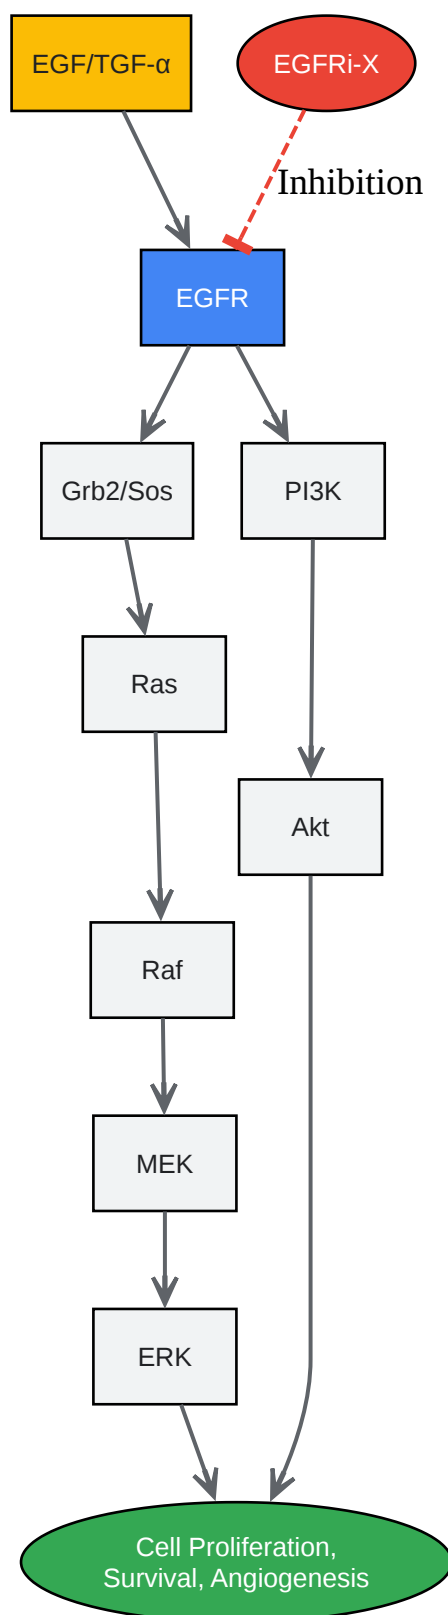 EGF/TGF-α
EGFRi-X
Inhibition
EGFR
Grb2/Sos
PI3K
Ras
Akt
Raf
MEK
ERK
Cell Proliferation,
Survival, Angiogenesis